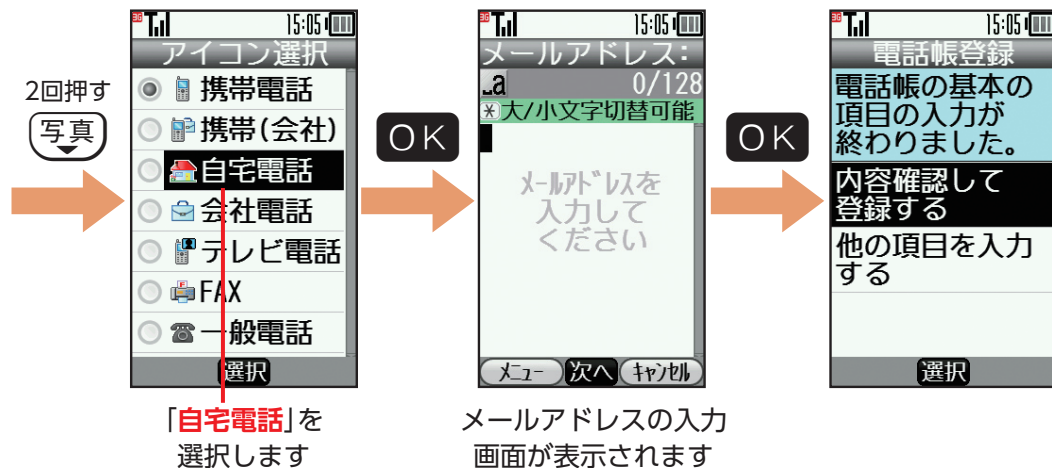 2回押す
写真
3G 15:05
アイコン選択
携帯電話
携帯(会社)
自宅電話
会社電話
テレビ電話
FAX
一般電話
選択
「自宅電話」を
選択します
OK
3G 15:05
メールアドレス:
_a 0/128
*大/小文字切替可能
メールアドレスを
入力して
ください
メニュー 次へ キャンセル
メールアドレスの入力
画面が表示されます
OK
3G 15:05
電話帳登録
電話帳の基本の
項目の入力が
終わりました。
内容確認して
登録する
他の項目を入力
する
選択